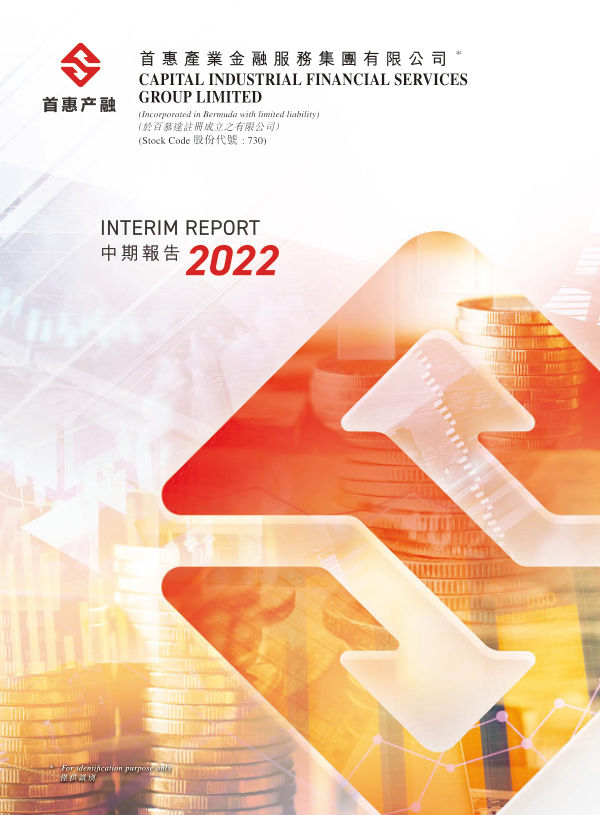 首惠产融
首惠產業金融服務集團有限公司*
CAPITAL INDUSTRIAL FINANCIAL SERVICES
GROUP LIMITED
(Incorporated in Bermuda with limited liability)
(於百慕達註冊成立之有限公司)
(Stock Code 股份代號 : 730)
INTERIM REPORT
中期報告 2022
* For identification purpose only
僅供識別